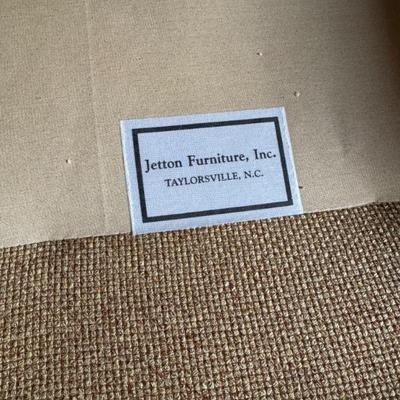 Jetton Furniture, Inc.
TAYLORSVILLE, N.C.